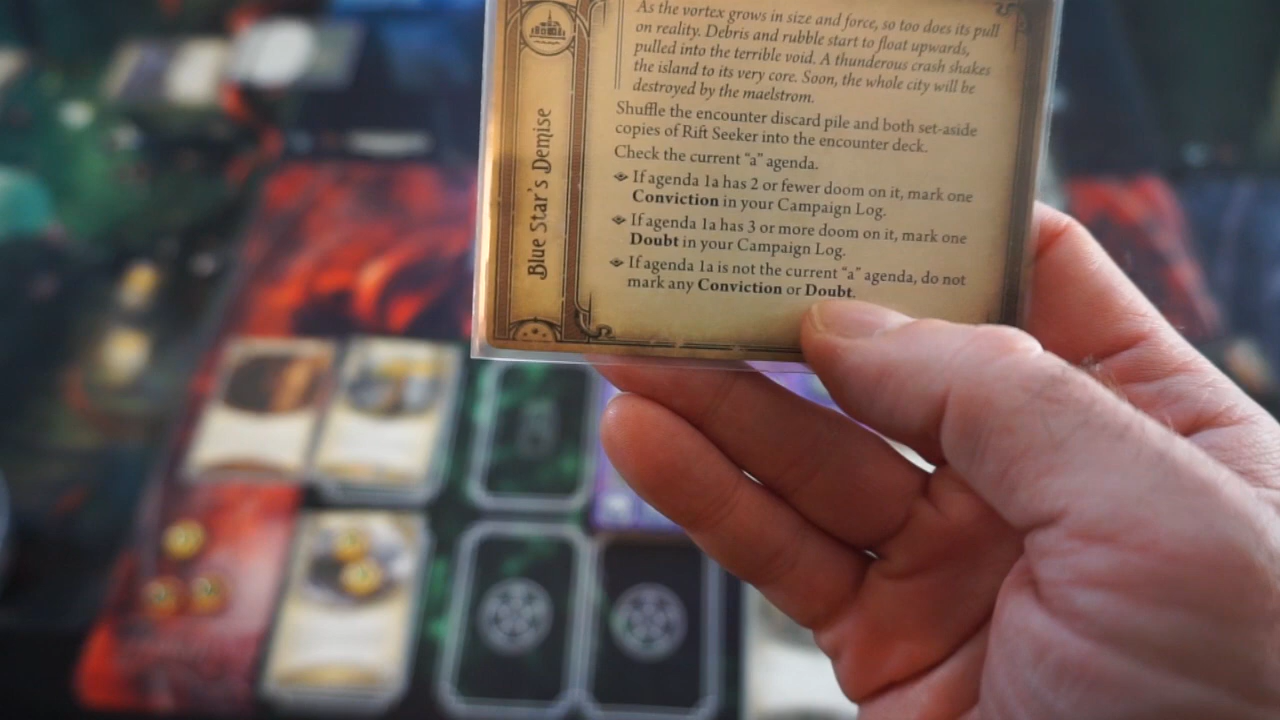 As the vortex grows in size and force, so too does its pull
on reality. Debris and rubble start to float upwards,
pulled into the terrible void. A thunderous crash shakes
the island to its very core. Soon, the whole city will be
destroyed by the maelstrom.
Shuffle the encounter discard pile and both set-aside
copies of Rift Seeker into the encounter deck.
Check the current “a” agenda.
If agenda 1a has 2 or fewer doom on it, mark one
Conviction in your Campaign Log.
If agenda 1a has 3 or more doom on it, mark one
Doubt in your Campaign Log.
If agenda 1a is not the current “a” agenda, do not
mark any Conviction or Doubt.
Blue Star's Demise